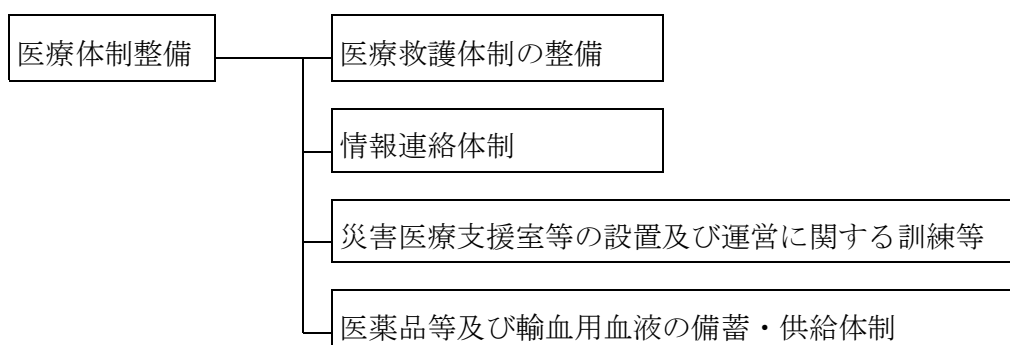 医療体制整備
医療救護体制の整備
情報連絡体制
災害医療支援室等の設置及び運営に関する訓練等
医薬品等及び輸血用血液の備蓄・供給体制